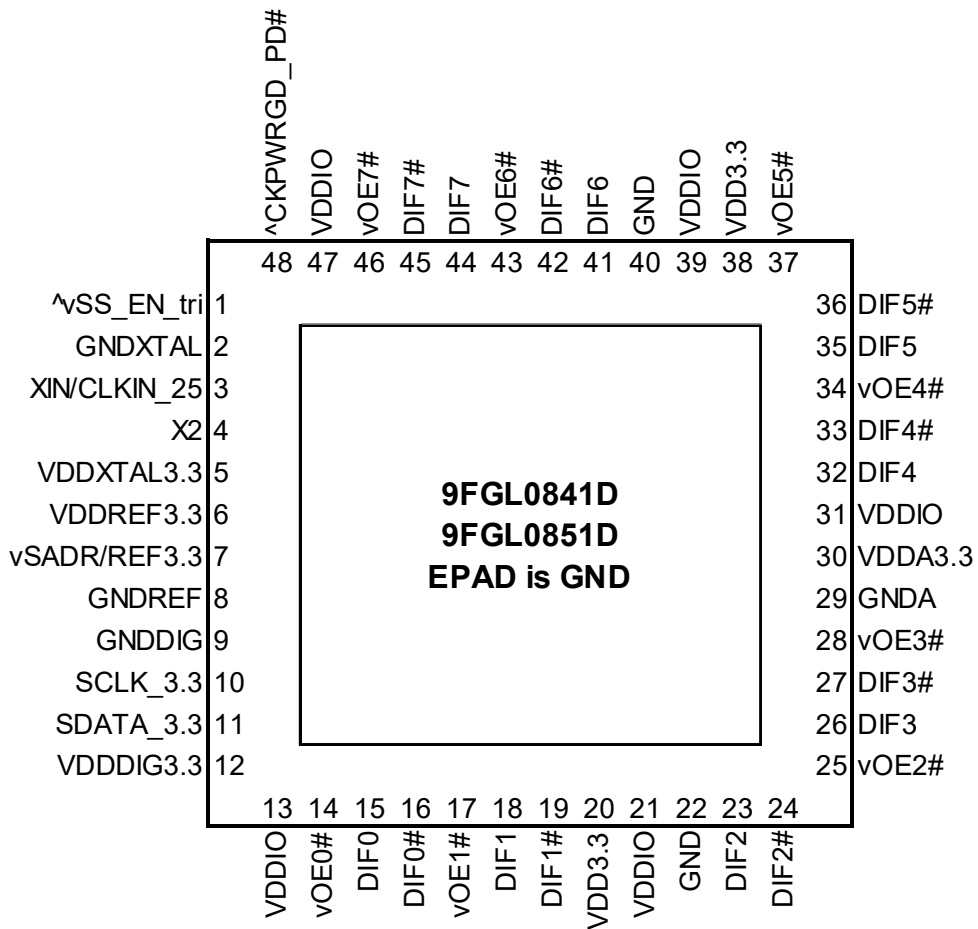 ^CKPWRGD_PD#
VDDIO
vOE7#
DIF7#
DIF7
vOE6#
DIF6#
DIF6
GND
VDDIO
VDD3.3
vOE5#
48 47 46 45 44 43 42 41 40 39 38 37
^vSS_EN_tri 1
GNDXTAL 2
XIN/CLKIN_25 3
X2 4
VDDXTAL3.3 5
VDDREF3.3 6
vSADR/REF3.3 7
GNDREF 8
GNDDIG 9
SCLK_3.3 10
SDATA_3.3 11
VDDDIG3.3 12
9FGL0841D
9FGL0851D
EPAD is GND
36 DIF5#
35 DIF5
34 vOE4#
33 DIF4#
32 DIF4
31 VDDIO
30 VDDA3.3
29 GNDA
28 vOE3#
27 DIF3#
26 DIF3
25 vOE2#
13 14 15 16 17 18 19 20 21 22 23 24
VDDIO
vOE0#
DIF0
DIF0#
vOE1#
DIF1
DIF1#
VDD3.3
VDDIO
GND
DIF2
DIF2#